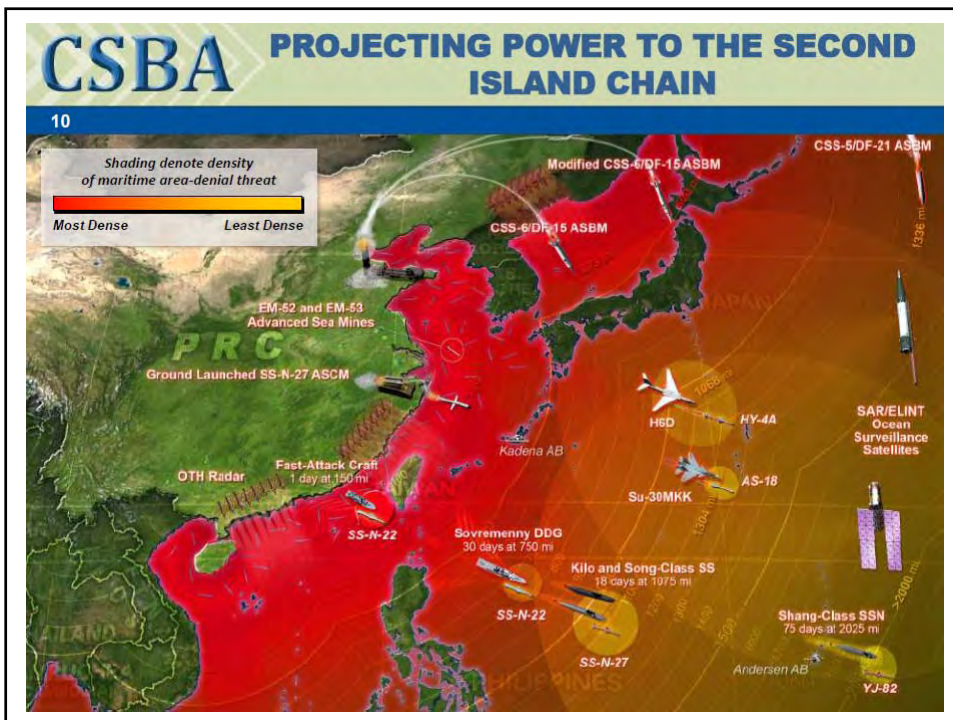 CSBA
PROJECTING POWER TO THE SECOND
ISLAND CHAIN
10
Shading denote density
of maritime area-denial threat
Most Dense
Least Dense
CSS-5/DF-21 ASBM
Modified CSS-6/DF-15 ASBM
CSS-6/DF-15 ASBM
1336 mi
EM-52 and EM-53
Advanced Sea Mines
JAPAN
PRC
Ground Launched SS-N-27 ASCM
1068 mi
H6D
HY-4A
SAR/ELINT
Ocean
Surveillance
Satellites
Kadena AB
OTH Radar
Fast-Attack Craft
1 day at 150 mi
Su-30MKK
AS-18
1304 mi
SS-N-22
Sovremenny DDG
30 days at 750 mi
Kilo and Song-Class SS
18 days at 1075 mi
SS-N-22
>2000 mi
Shang-Class SSN
75 days at 2025 mi
SS-N-27
Andersen AB
YJ-82
PHILIPPINES